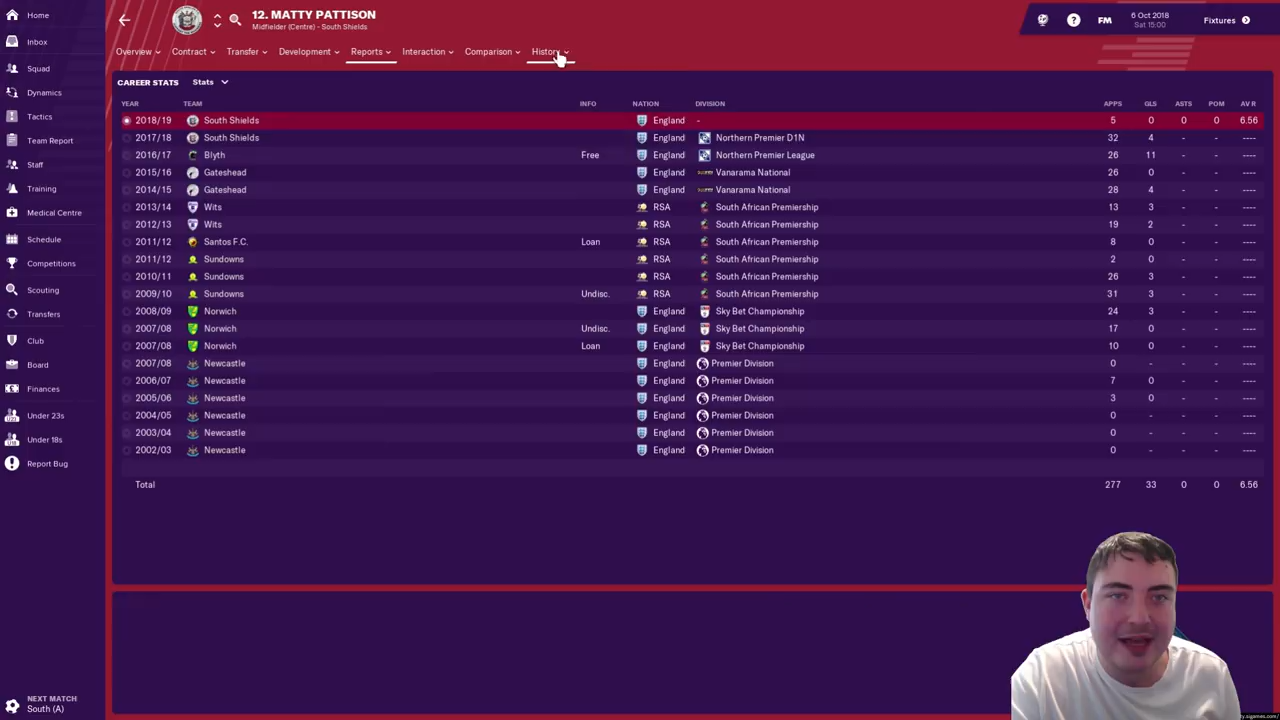 12. MATTY PATTISON
Midfielder (Centre) - South Shields
6 Oct 2018
Sat 15:00
FM
Fixtures
Home
Inbox
Squad
Dynamics
Tactics
Team Report
Staff
Training
Medical Centre
Schedule
Competitions
Scouting
Transfers
Club
Board
Finances
Under 23s
Under 18s
Report Bug
NEXT MATCH
South (A)
Overview Contract Transfer Development Reports Interaction Comparison History
CAREER STATS Stats
YEAR TEAM INFO NATION DIVISION APPS GLS ASTS POM AV R
2018/19 South Shields England - 5 0 0 0 6.56
2017/18 South Shields England Northern Premier D1N 32 4 - - ----
2016/17 Blyth Free England Northern Premier League 26 11 - - ----
2015/16 Gateshead England Vanarama National 26 0 - - ----
2014/15 Gateshead England Vanarama National 28 4 - - ----
2013/14 Wits RSA South African Premiership 13 3 - - ----
2012/13 Wits RSA South African Premiership 19 2 - - ----
2011/12 Santos F.C. Loan RSA South African Premiership 8 0 - - ----
2011/12 Sundowns RSA South African Premiership 2 0 - - ----
2010/11 Sundowns RSA South African Premiership 26 3 - - ----
2009/10 Sundowns Undisc. RSA South African Premiership 31 3 - - ----
2008/09 Norwich England Sky Bet Championship 24 3 - - ----
2007/08 Norwich Undisc. England Sky Bet Championship 17 0 - - ----
2007/08 Norwich Loan England Sky Bet Championship 10 0 - - ----
2007/08 Newcastle England Premier Division 0 - - - ----
2006/07 Newcastle England Premier Division 7 0 - - ----
2005/06 Newcastle England Premier Division 3 0 - - ----
2004/05 Newcastle England Premier Division 0 - - - ----
2003/04 Newcastle England Premier Division 0 - - - ----
2002/03 Newcastle England Premier Division 0 - - - ----
Total 277 33 0 0 6.56